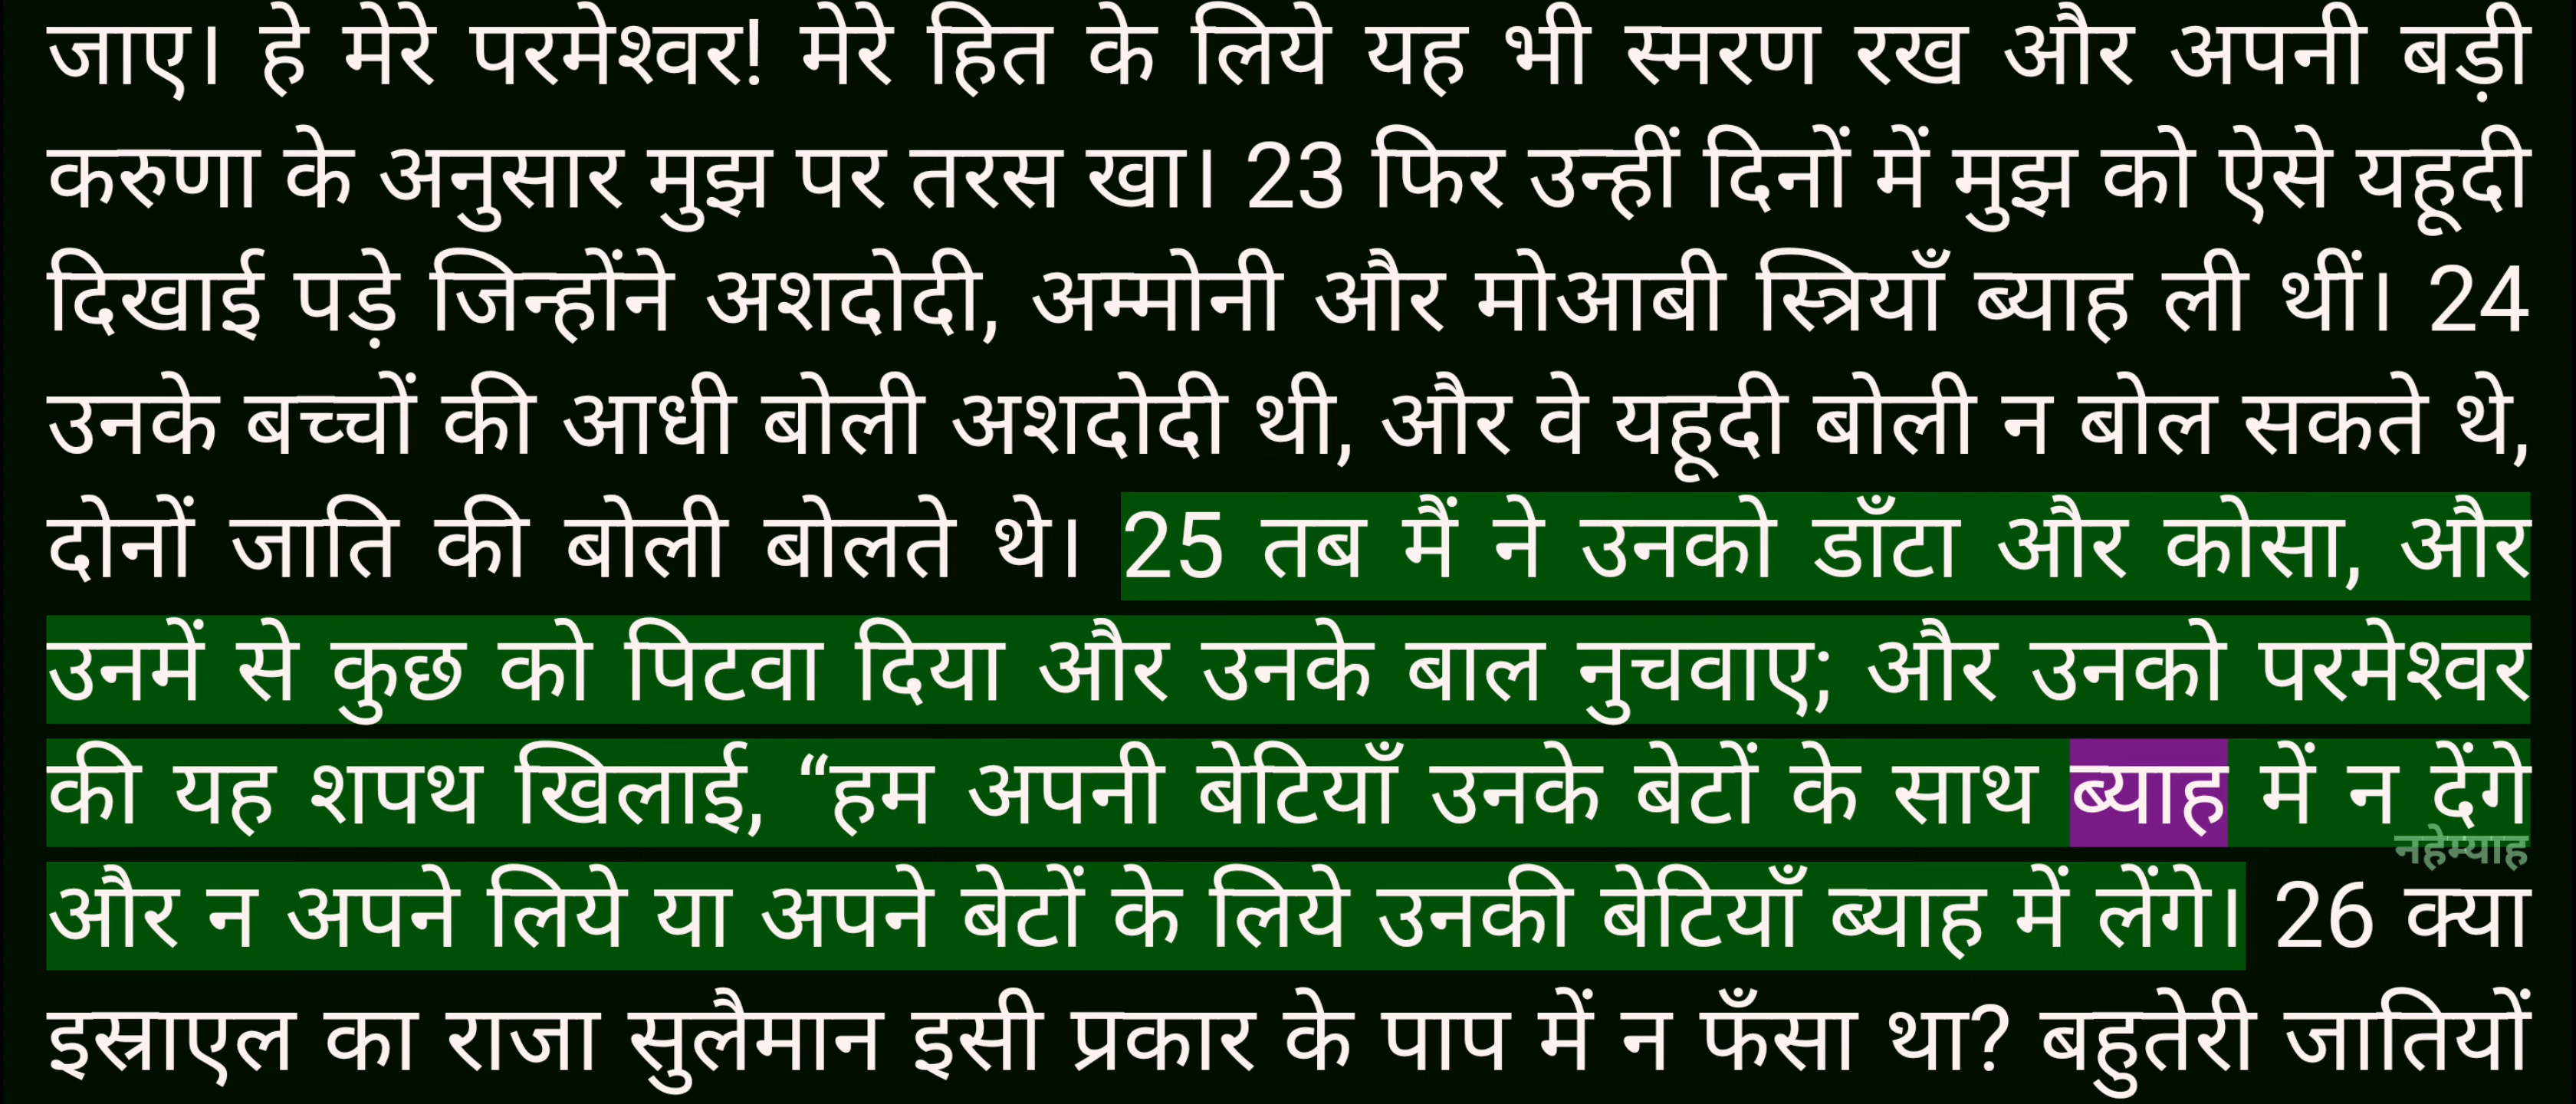 जाए। हे मेरे परमेश्‍वर! मेरे हित के लिये यह भी स्मरण रख और अपनी बड़ी
करुणा के अनुसार मुझ पर तरस खा। 23 फिर उन्हीं दिनों में मुझ को ऐसे यहूदी
दिखाई पड़े जिन्होंने अशदोदी, अम्मोनी और मोआबी स्त्रियाँ ब्याह ली थीं। 24
उनके बच्चों की आधी बोली अशदोदी थी, और वे यहूदी बोली न बोल सकते थे,
दोनों जाति की बोली बोलते थे। 25 तब मैं ने उनको डाँटा और कोसा, और
उनमें से कुछ को पिटवा दिया और उनके बाल नुचवाए; और उनको परमेश्‍वर
की यह शपथ खिलाई, “हम अपनी बेटियाँ उनके बेटों के साथ ब्याह में न देंगे
नहेम्याह
और न अपने लिये या अपने बेटों के लिये उनकी बेटियाँ ब्याह में लेंगे। 26 क्या
इस्राएल का राजा सुलैमान इसी प्रकार के पाप में न फँसा था? बहुतेरी जातियों